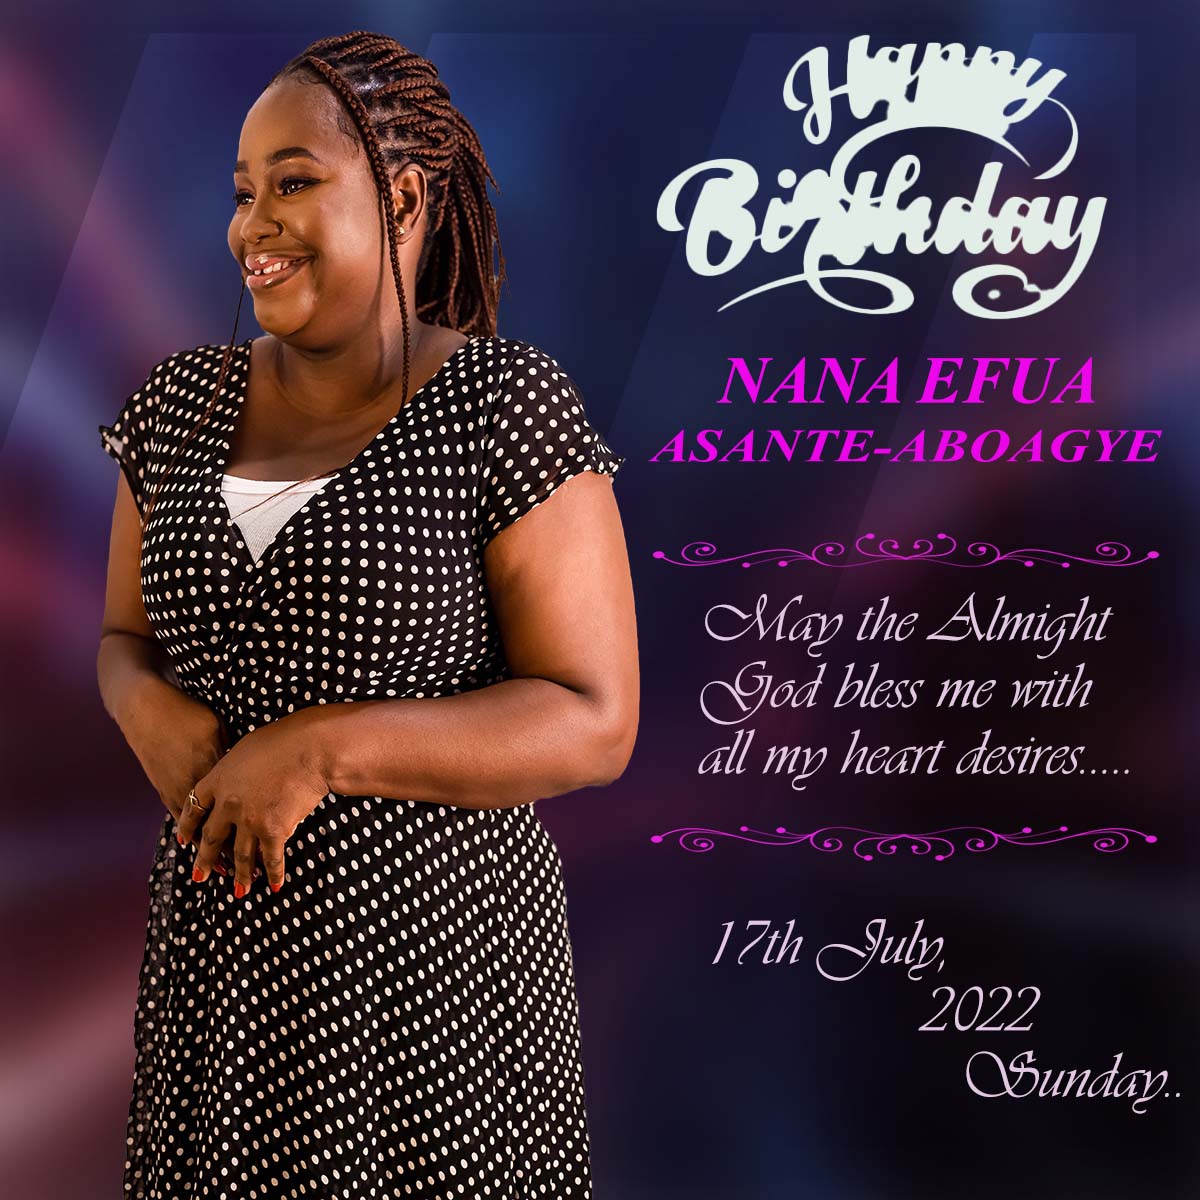 Happy
Birthday
NANA EFUA
ASANTE-ABOAGYE
May the Almight
God bless me with
all my heart desires.....
17th July,
2022
Sunday..